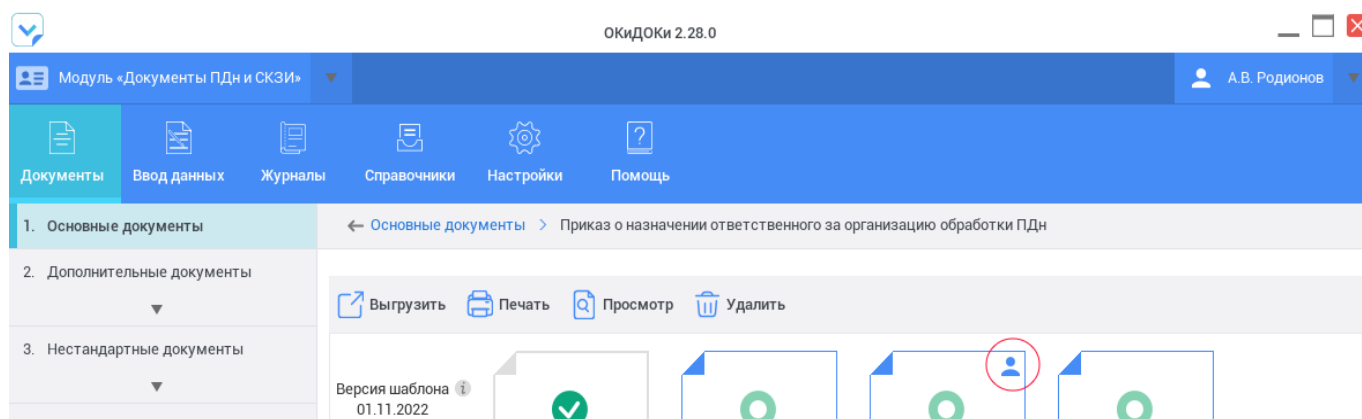 ОКиДОКи 2.28.0
Модуль «Документы ПДн и СКЗИ»
А.В. Родионов
Документы Ввод данных Журналы Справочники Настройки Помощь
1. Основные документы
← Основные документы > Приказ о назначении ответственного за организацию обработки ПДн
2. Дополнительные документы
Выгрузить Печать Просмотр Удалить
3. Нестандартные документы
Версия шаблона i
01.11.2022